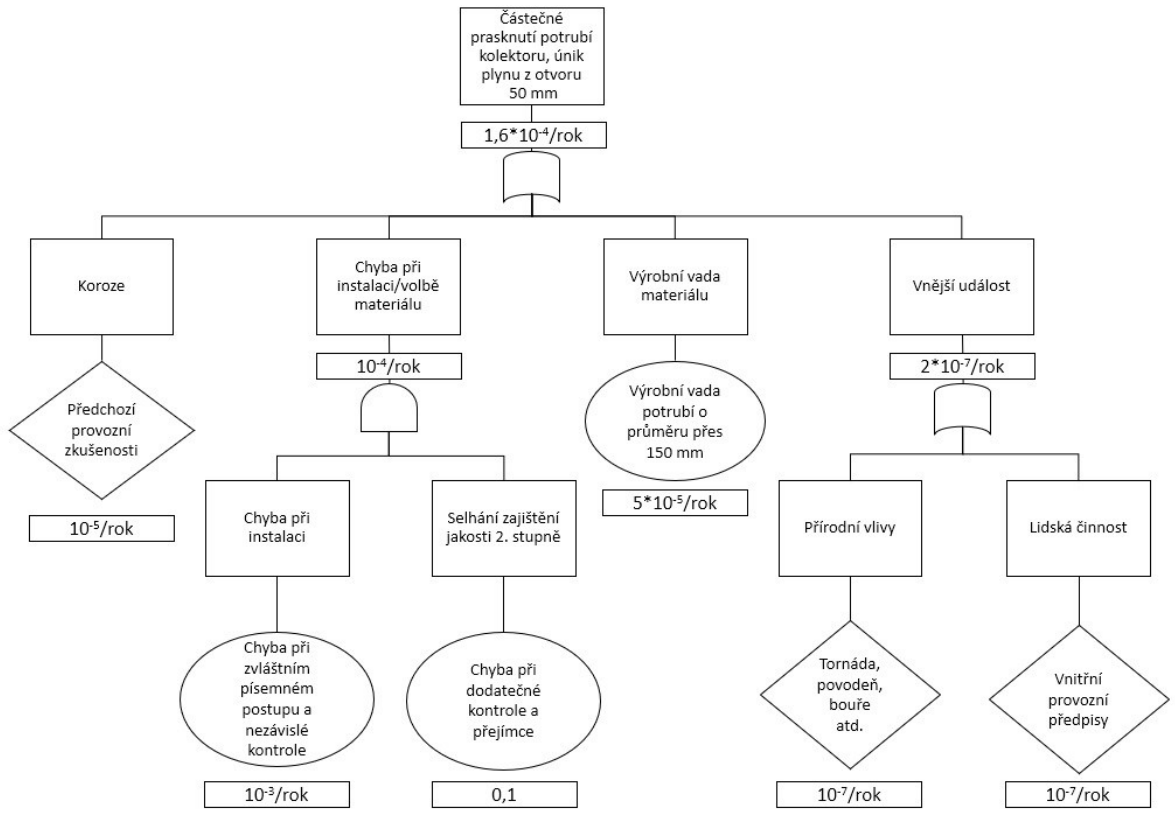 Částečné
prasknutí potrubí
kolektoru, únik
plynu z otvoru
50 mm
1,6*10⁻⁴/rok
Koroze
Chyba při
instalaci/volbě
materiálu
Výrobní vada
materiálu
Vnější událost
10⁻⁴/rok
2*10⁻⁷/rok
Předchozí
provozní
zkušenosti
10⁻⁵/rok
Výrobní vada
potrubí o
průměru přes
150 mm
5*10⁻⁵/rok
Chyba při
instalaci
Selhání zajištění
jakosti 2. stupně
Přírodní vlivy
Lidská činnost
Chyba při
zvláštním
písemném
postupu a
nezávislé
kontrole
Chyba při
dodatečné
kontrole a
přejímce
Tornáda,
povodeň,
bouře
atd.
Vnitřní
provozní
předpisy
10⁻³/rok
0,1
10⁻⁷/rok
10⁻⁷/rok